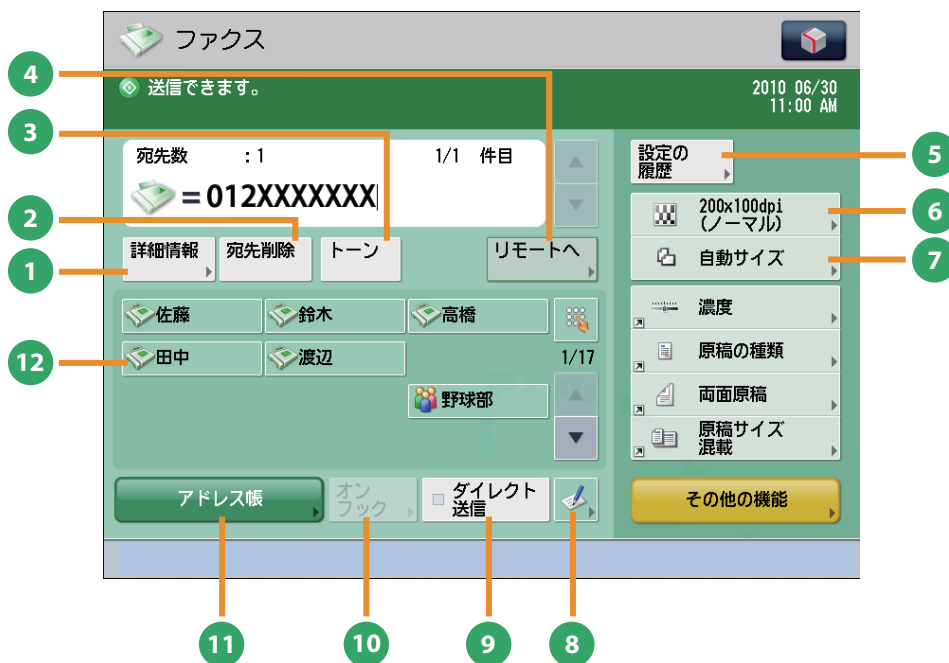 ファクス
4
送信できます。
2010 06/30
11:00 AM
3
宛先数 :1 1/1 件目
設定の
履歴
5
=012XXXXXXX
200x100dpi
(ノーマル)
6
2
詳細情報 宛先削除 トーン リモートへ
自動サイズ
7
1
濃度
佐藤 鈴木 高橋
原稿の種類
12
田中 渡辺 1/17
両面原稿
野球部
原稿サイズ
混載
アドレス帳
オン
フック
ダイレクト
送信
その他の機能
11 10 9 8